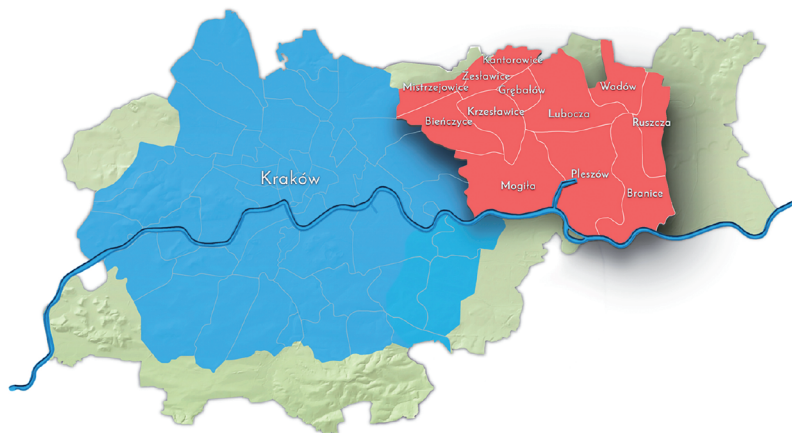 Kantorowice
Zesławice
Mistrzejowice
Grębałów
Wadów
Krzesławice
Lubocza
Bieńczyce
Ruszcza
Kraków
Mogiła
Pleszów
Branice